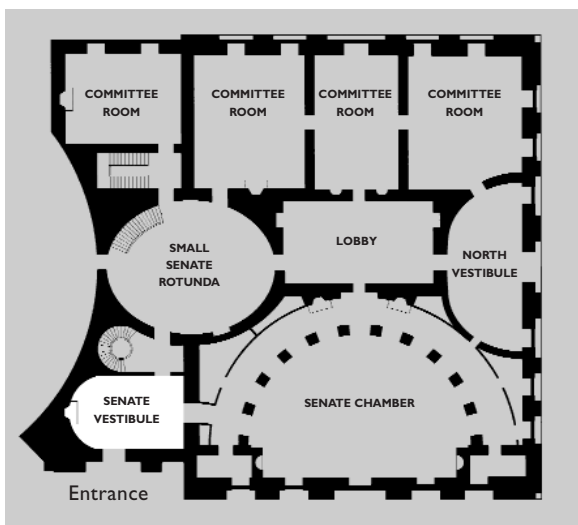 COMMITTEE
ROOM
COMMITTEE
ROOM
COMMITTEE
ROOM
COMMITTEE
ROOM
SMALL
SENATE
ROTUNDA
LOBBY
NORTH
VESTIBULE
SENATE
VESTIBULE
SENATE CHAMBER
Entrance